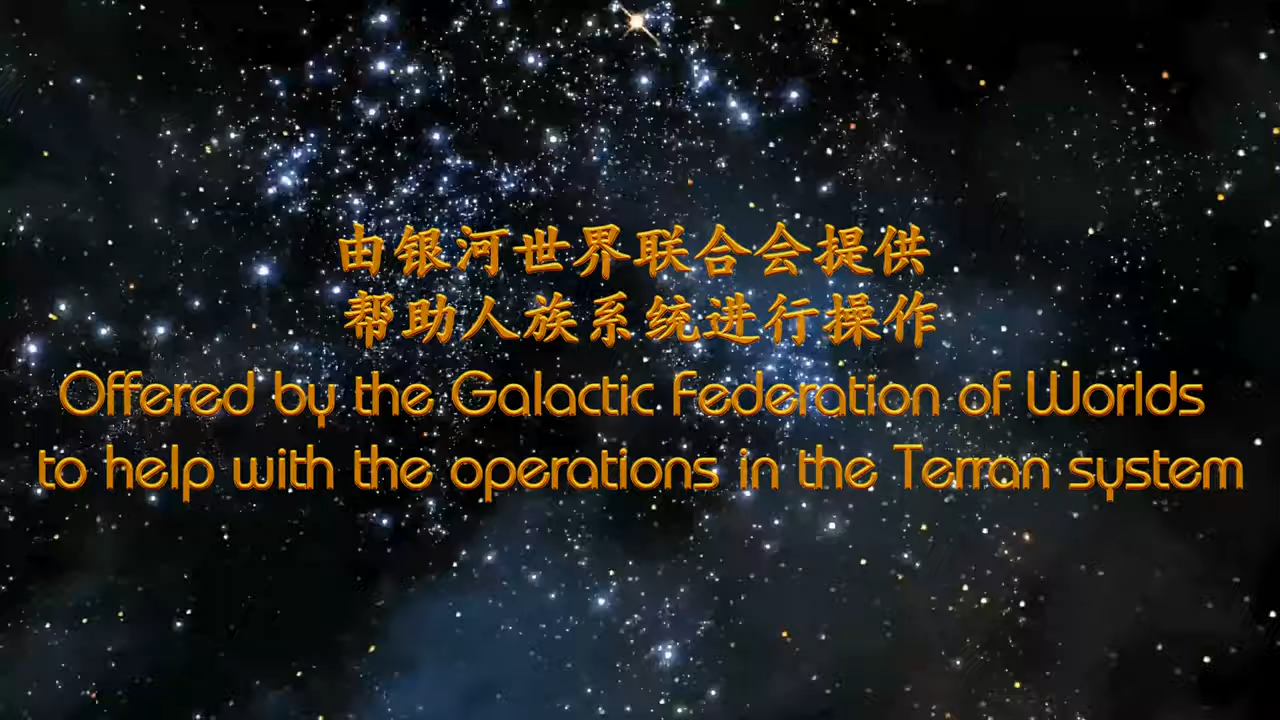 由银河世界联合会提供
帮助人族系统进行操作
Offered by the Galactic Federation of Worlds
to help with the operations in the Terran system